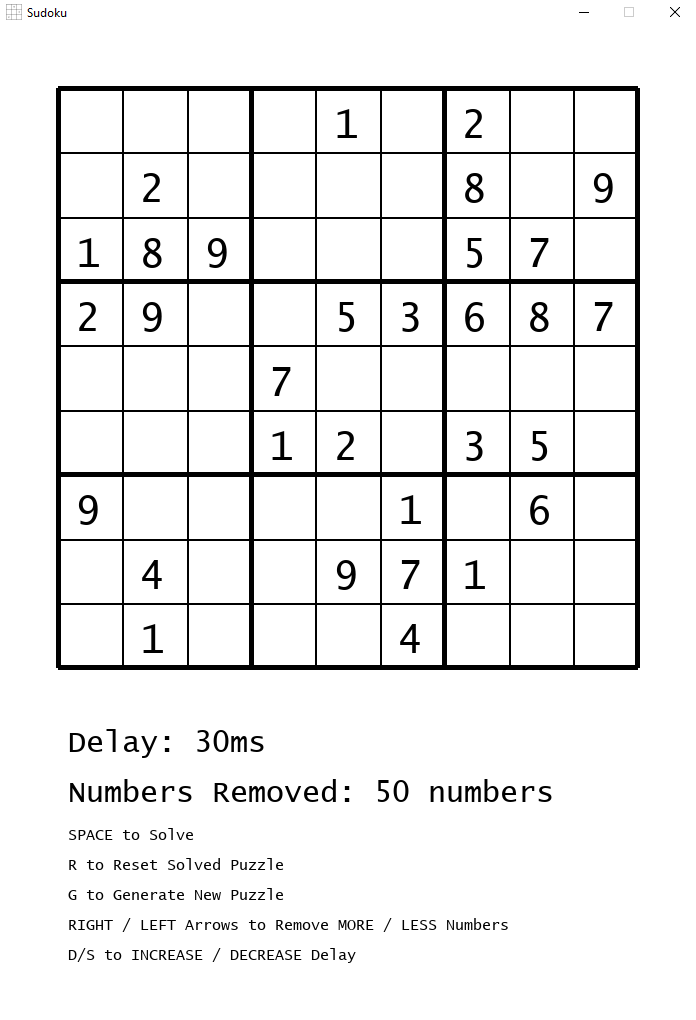 Sudoku
1 2
2 8 9
1 8 9 5 7
2 9 5 3 6 8 7
7
1 2 3 5
9 1 6
4 9 7 1
1 4
Delay: 30ms
Numbers Removed: 50 numbers
SPACE to Solve
R to Reset Solved Puzzle
G to Generate New Puzzle
RIGHT / LEFT Arrows to Remove MORE / LESS Numbers
D/S to INCREASE / DECREASE Delay